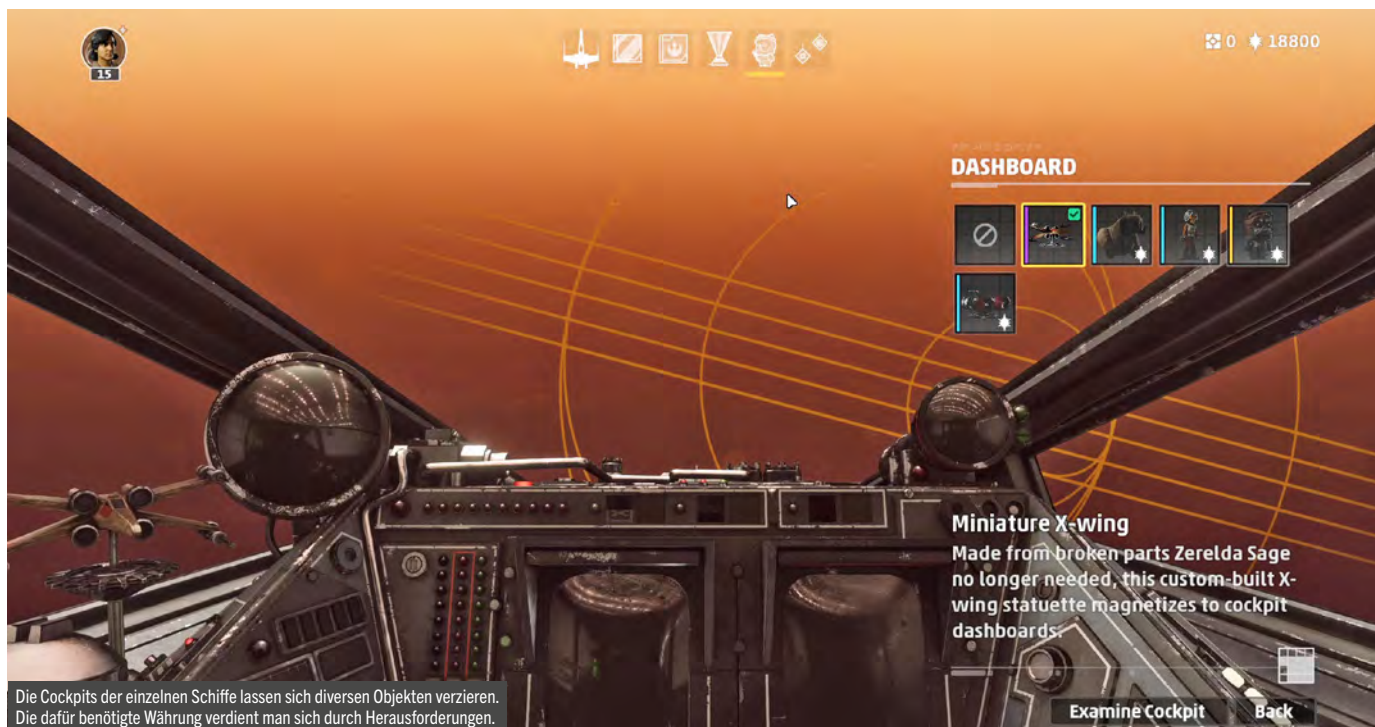 15
0 18800
DASHBOARD
Miniature X-wing
Made from broken parts Zerelda Sage
no longer needed, this custom-built X-
wing statuette magnetizes to cockpit
dashboards.
Examine Cockpit Back
Die Cockpits der einzelnen Schiffe lassen sich diversen Objekten verzieren.
Die dafür benötigte Währung verdient man sich durch Herausforderungen.